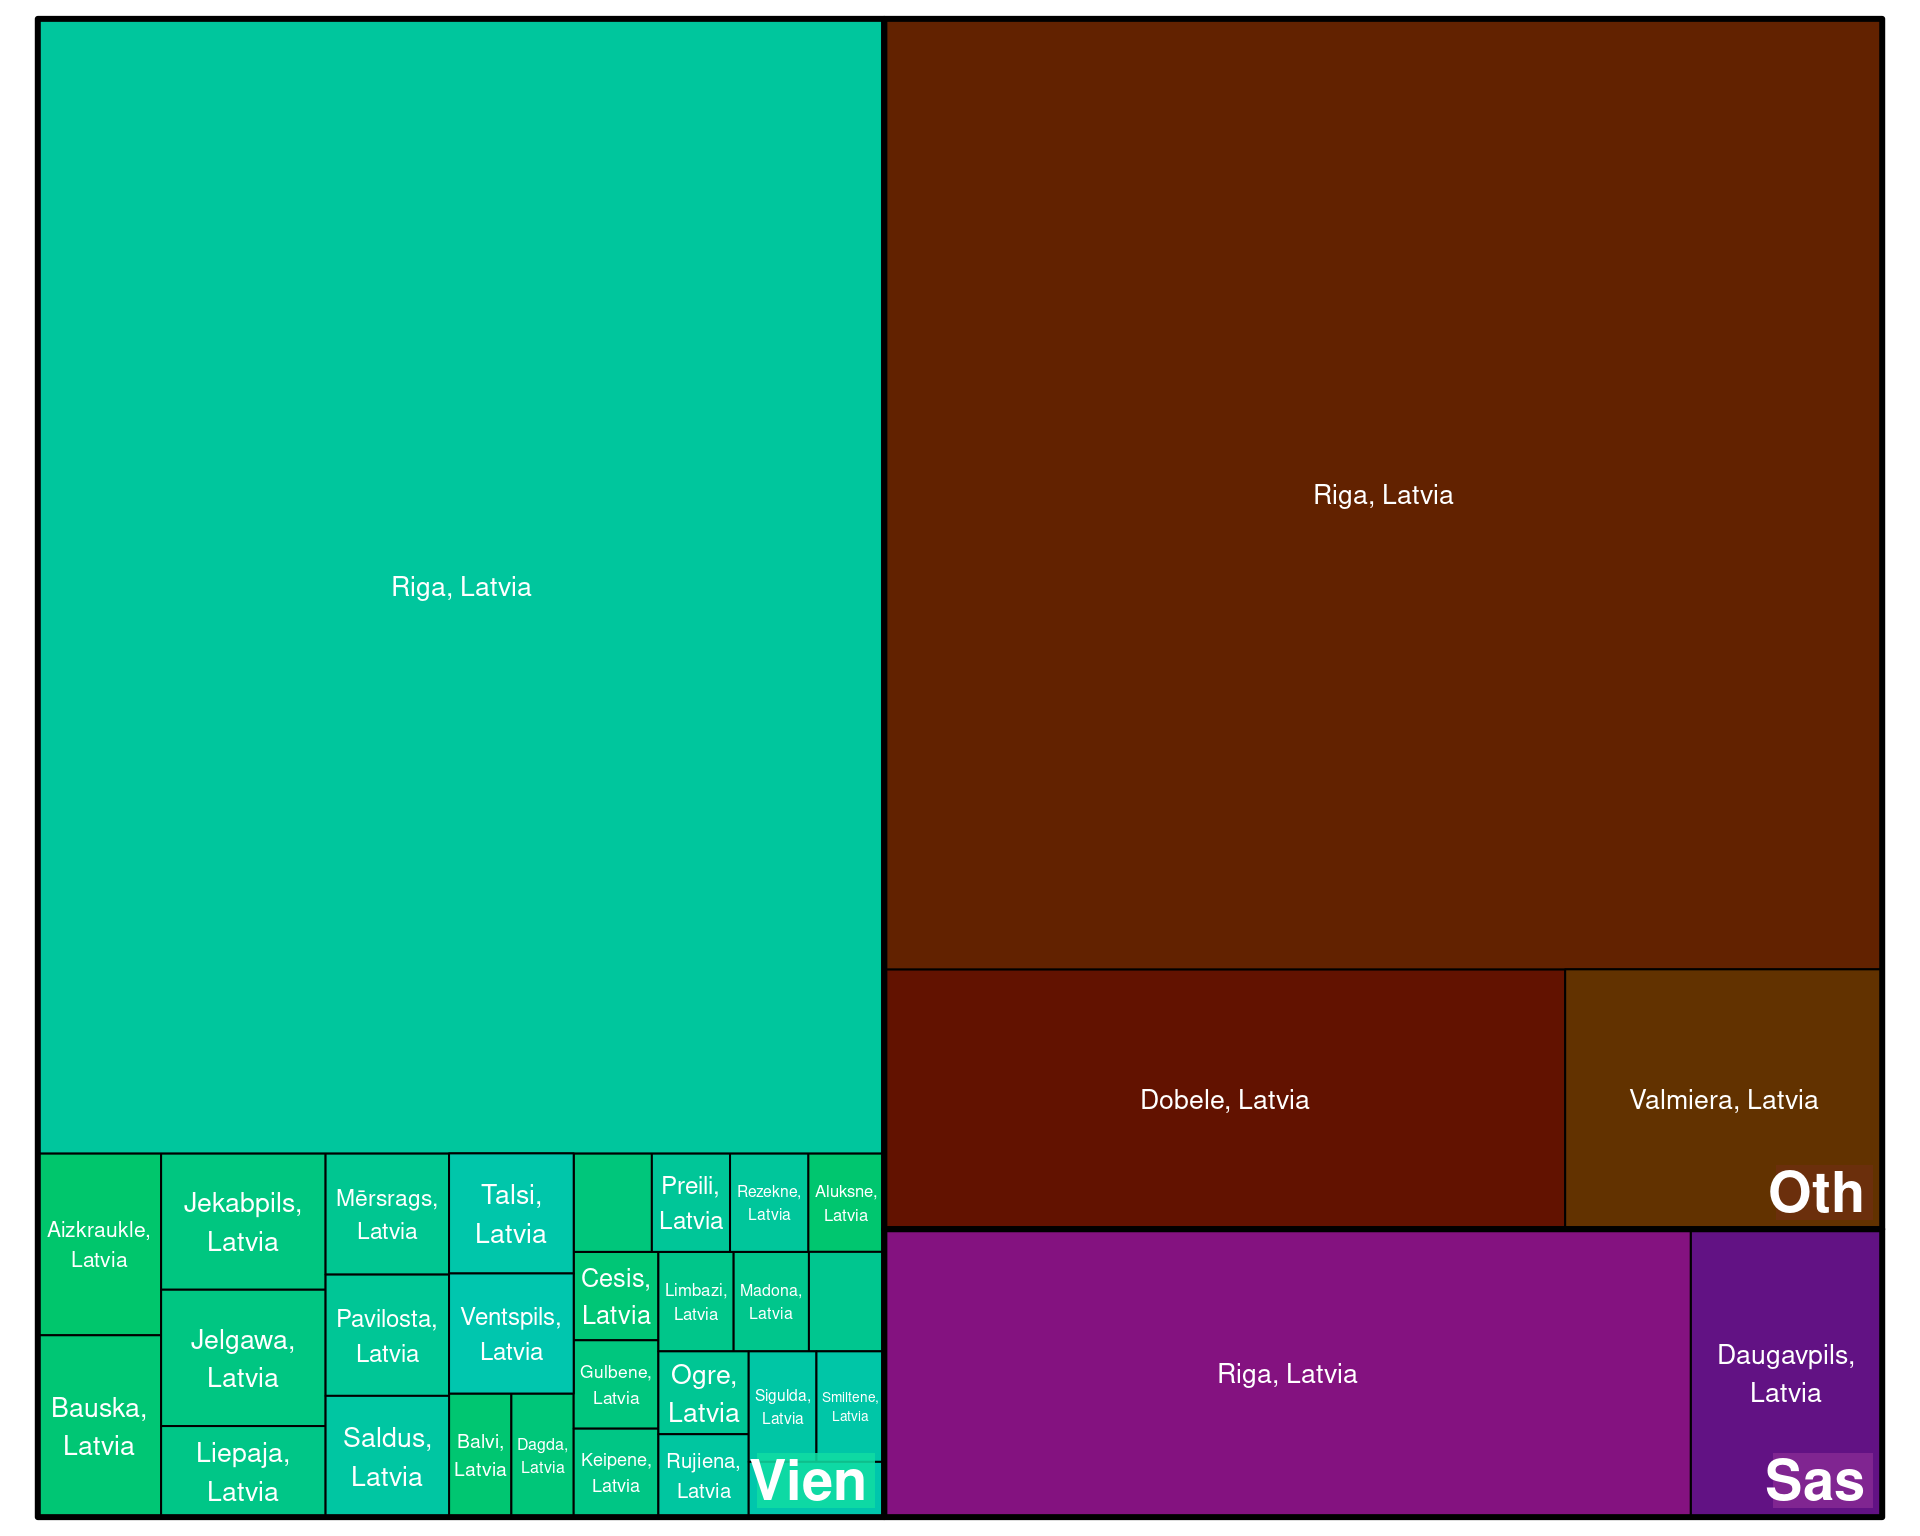 Riga, Latvia
Aizkraukle,
Latvia
Bauska,
Latvia
Jekabpils,
Latvia
Jelgawa,
Latvia
Liepaja,
Latvia
Mērsrags,
Latvia
Pavilosta,
Latvia
Saldus,
Latvia
Talsi,
Latvia
Ventspils,
Latvia
Balvi,
Latvia
Dagda,
Latvia
Preili,
Latvia
Rezekne,
Latvia
Aluksne,
Latvia
Cesis,
Latvia
Gulbene,
Latvia
Keipene,
Latvia
Limbazi,
Latvia
Madona,
Latvia
Ogre,
Latvia
Rujiena,
Latvia
Sigulda,
Latvia
Smiltene,
Latvia
Vien
Riga, Latvia
Dobele, Latvia
Valmiera, Latvia
Oth
Riga, Latvia
Daugavpils,
Latvia
Sas